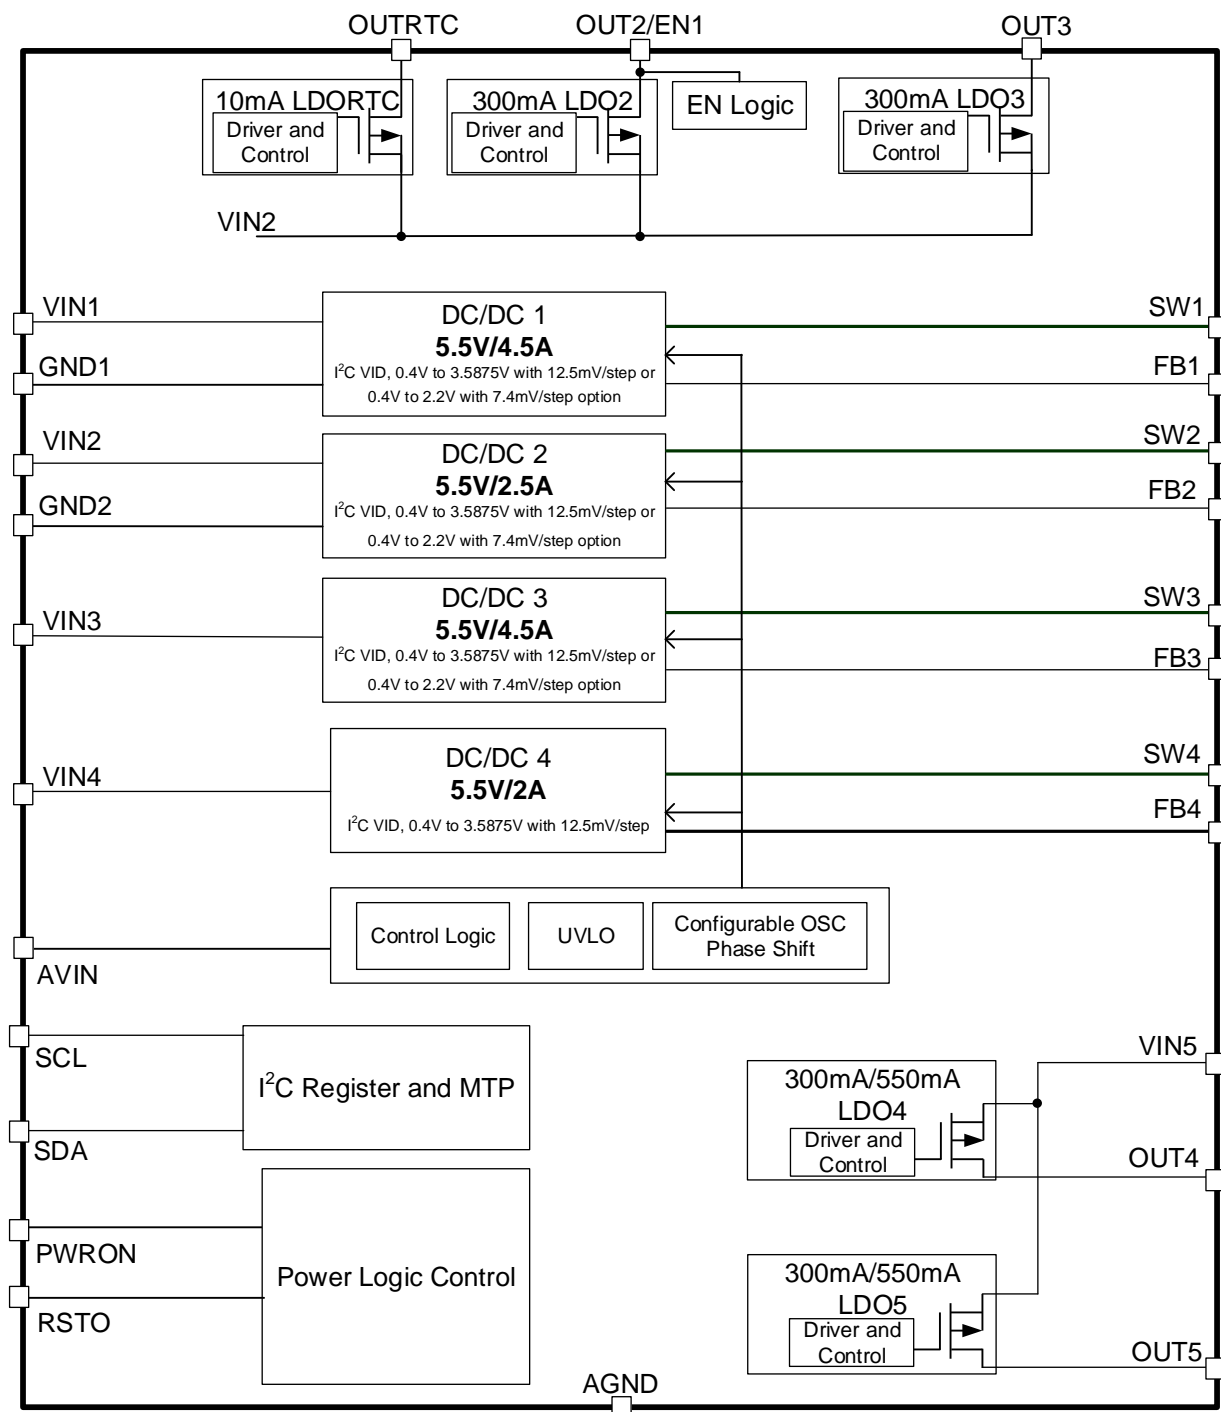 OUTRTC
OUT2/EN1
OUT3
10mA LDORTC
Driver and
Control
300mA LDO2
Driver and
Control
EN Logic
300mA LDO3
Driver and
Control
VIN2
VIN1
GND1
DC/DC 1
5.5V/4.5A
I²C VID, 0.4V to 3.5875V with 12.5mV/step or
0.4V to 2.2V with 7.4mV/step option
SW1
FB1
VIN2
GND2
DC/DC 2
5.5V/2.5A
I²C VID, 0.4V to 3.5875V with 12.5mV/step or
0.4V to 2.2V with 7.4mV/step option
SW2
FB2
VIN3
DC/DC 3
5.5V/4.5A
I²C VID, 0.4V to 3.5875V with 12.5mV/step or
0.4V to 2.2V with 7.4mV/step option
SW3
FB3
VIN4
DC/DC 4
5.5V/2A
I²C VID, 0.4V to 3.5875V with 12.5mV/step
SW4
FB4
AVIN
Control Logic
UVLO
Configurable OSC
Phase Shift
SCL
SDA
I²C Register and MTP
PWRON
RSTO
Power Logic Control
VIN5
300mA/550mA
LDO4
Driver and
Control
OUT4
300mA/550mA
LDO5
Driver and
Control
OUT5
AGND